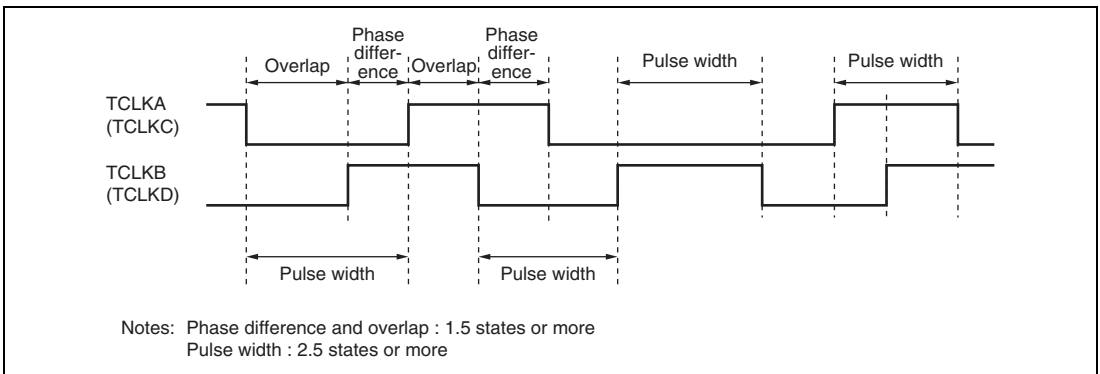 Phase
differ-
ence
Phase
differ-
ence
Overlap
Overlap
Pulse width
Pulse width
TCLKA
(TCLKC)
TCLKB
(TCLKD)
Pulse width
Pulse width
Notes: Phase difference and overlap : 1.5 states or more
Pulse width : 2.5 states or more